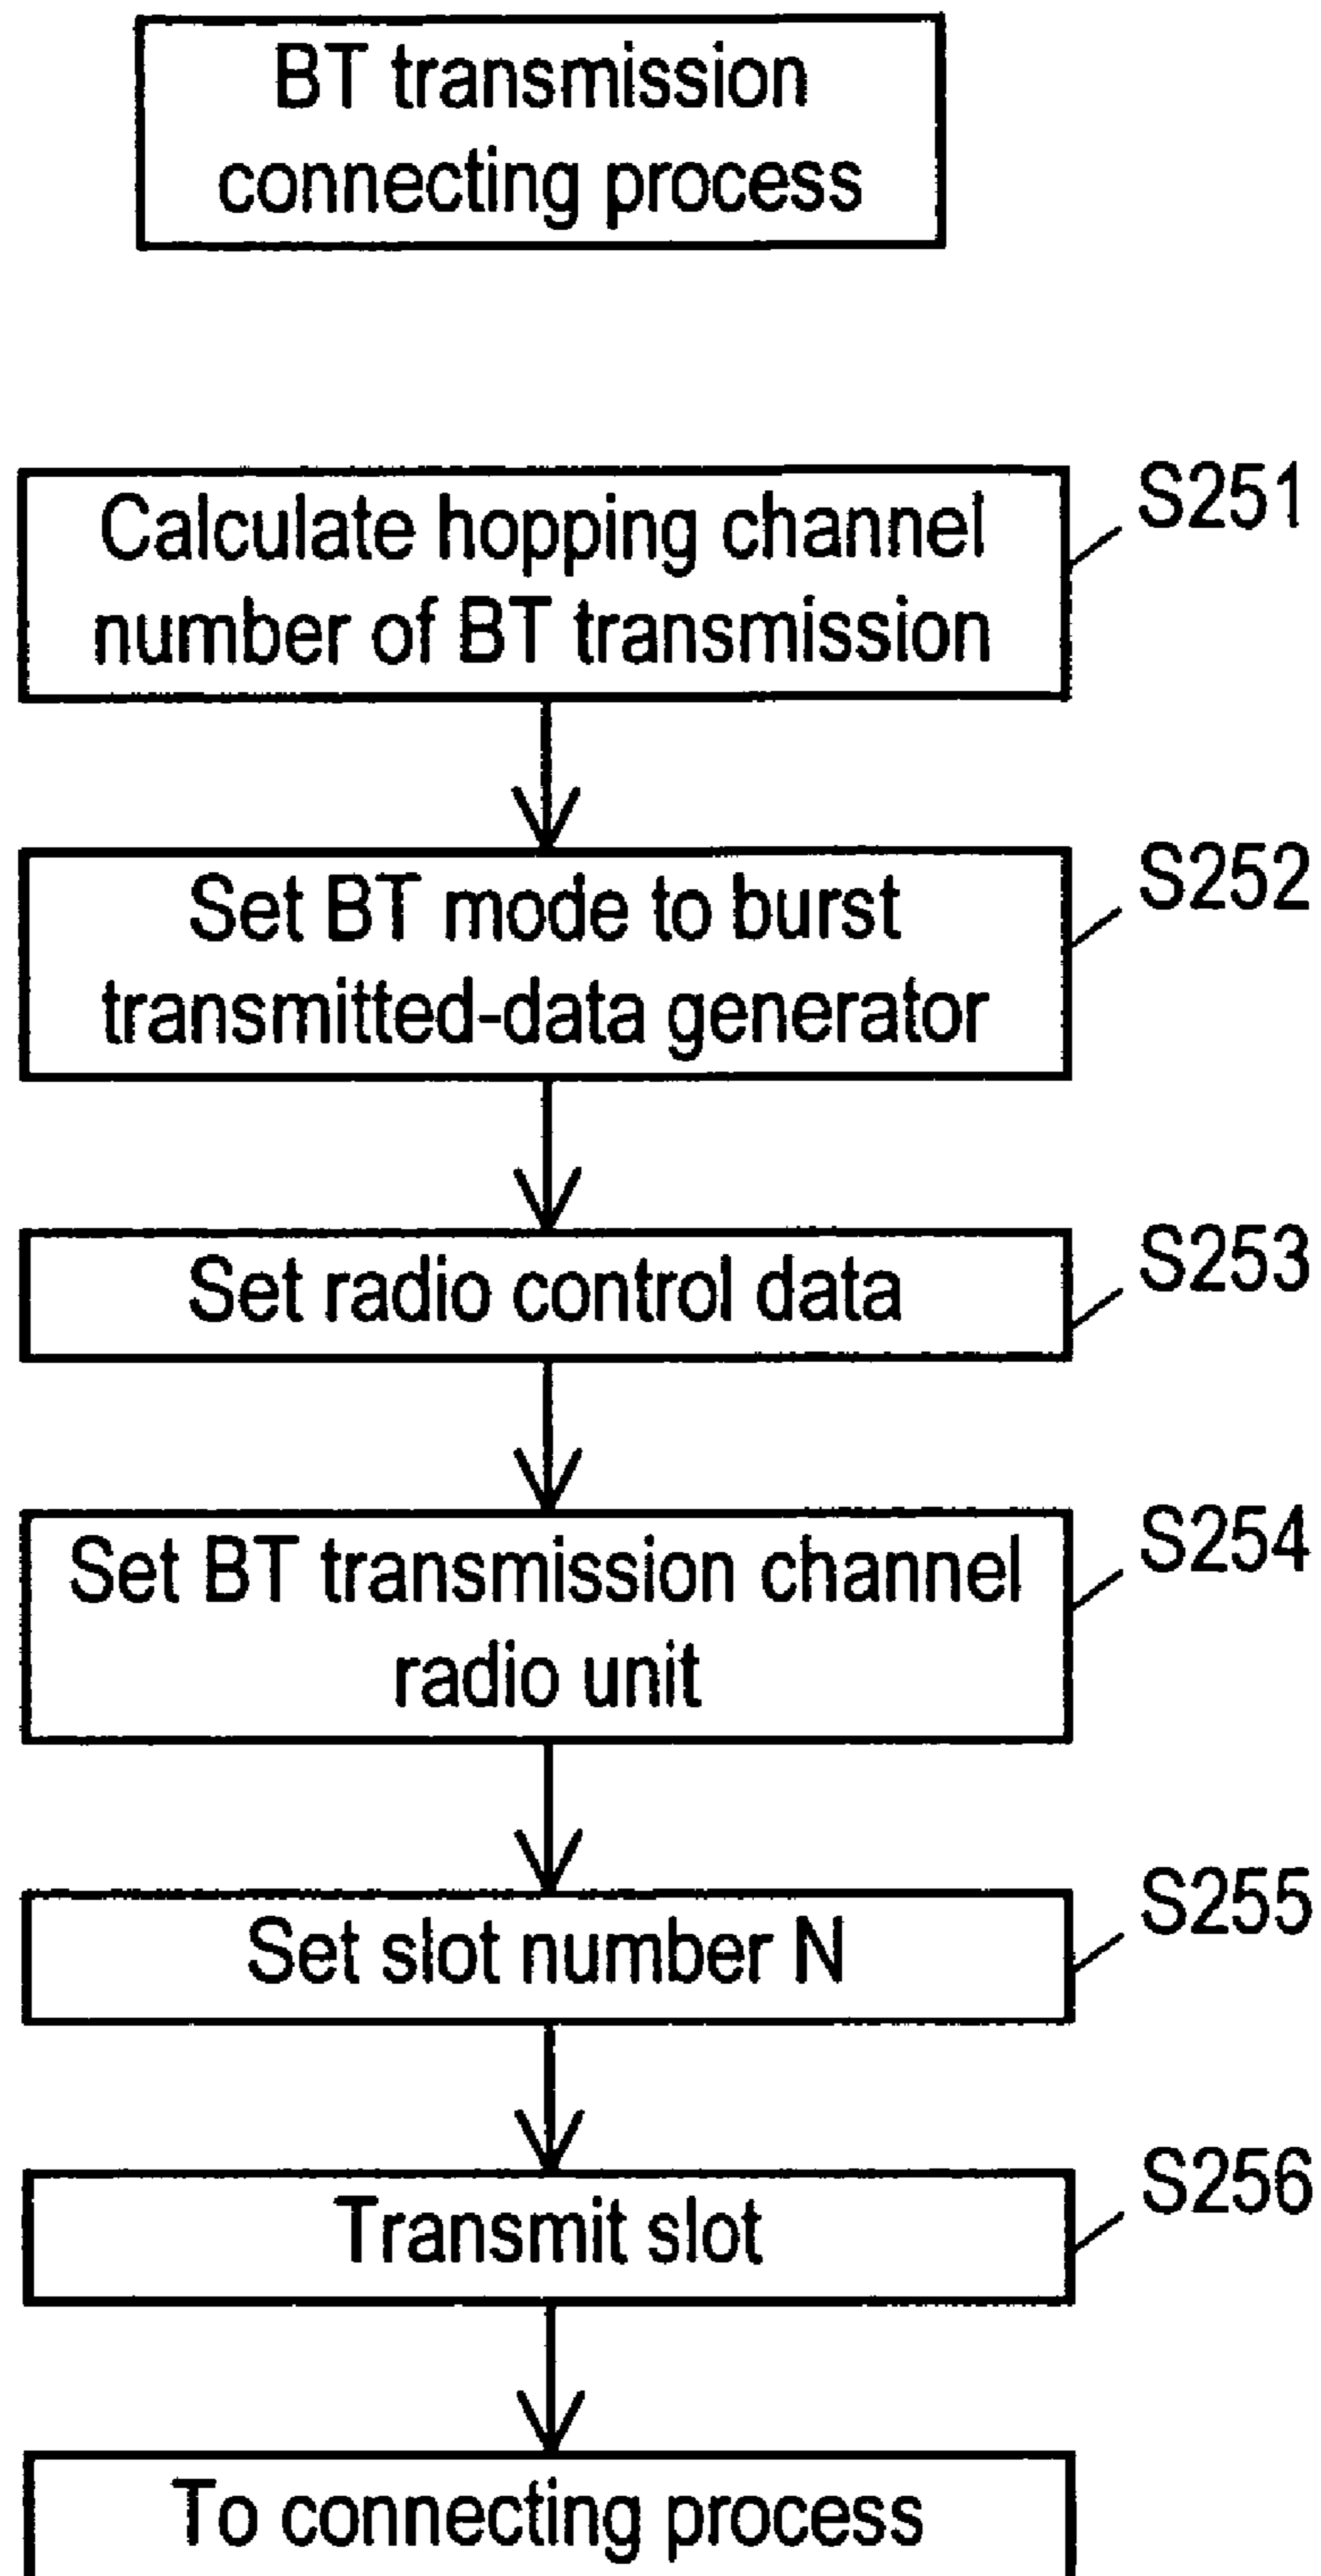 BT transmission
connecting process
Calculate hopping channel
number of BT transmission
S251
Set BT mode to burst
transmitted-data generator
S252
Set radio control data
S253
Set BT transmission channel
radio unit
S254
Set slot number N
S255
Transmit slot
S256
To connecting process